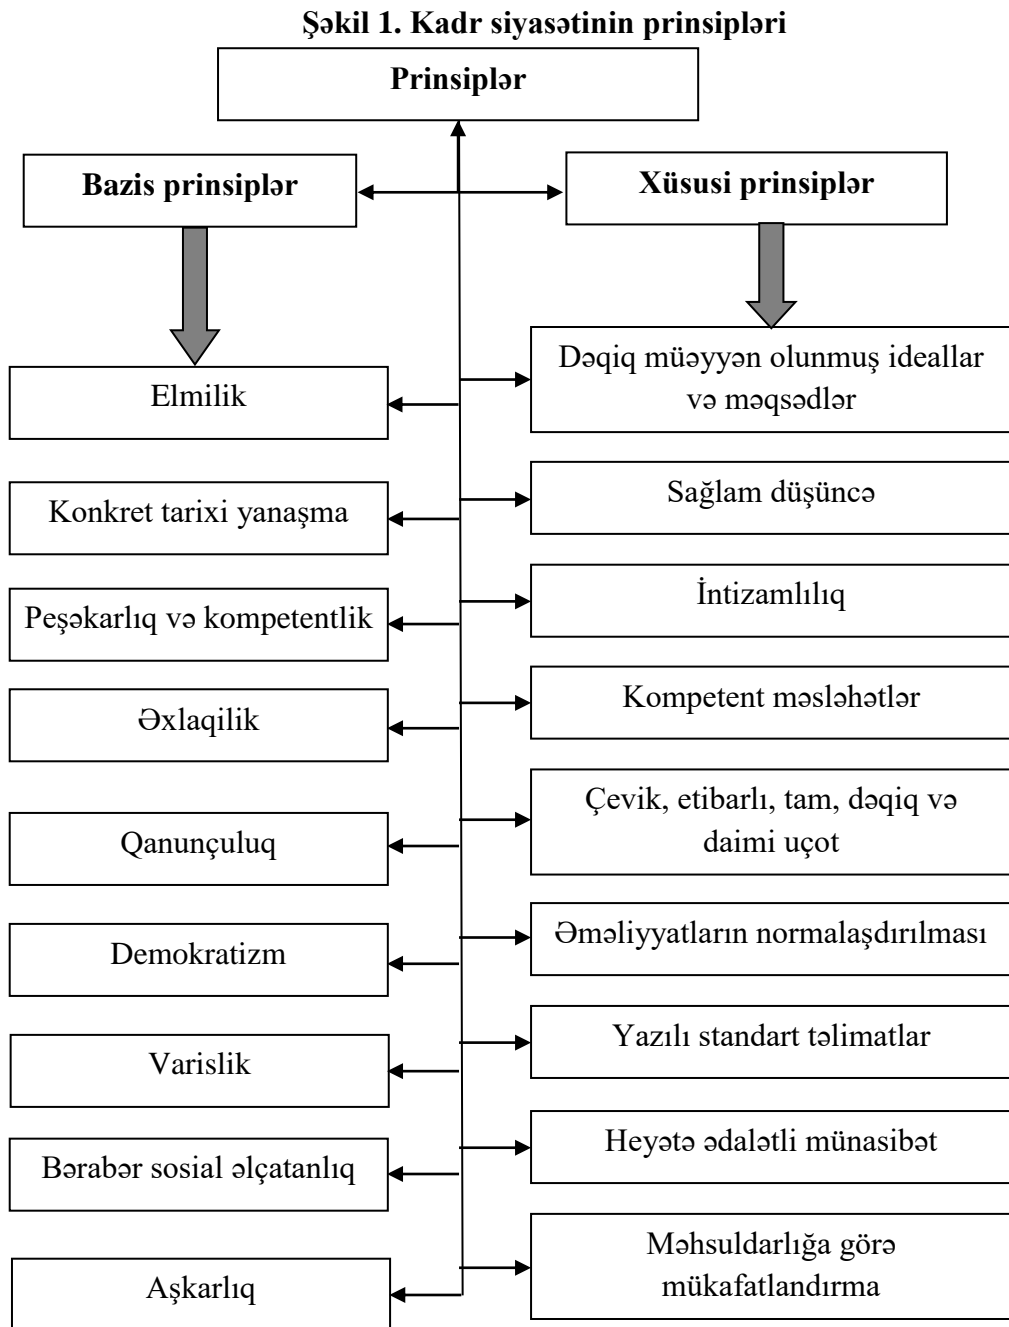 Şəkil 1. Kadr siyasətinin prinsipləri
Prinsiplər
Bazis prinsiplər
Xüsusi prinsiplər
Elmilik
Konkret tarixi yanaşma
Peşəkarlıq və kompetentlik
Əxlaqilik
Qanunçuluq
Demokratizm
Varislik
Bərabər sosial əlçatanlıq
Aşkarlıq
Dəqiq müəyyən olunmuş ideallar
və məqsədlər
Sağlam düşüncə
İntizamlılıq
Kompetent məsləhətlər
Çevik, etibarlı, tam, dəqiq və
daimi uçot
Əməliyyatların normalaşdırılması
Yazılı standart təlimatlar
Heyətə ədalətli münasibət
Məhsuldarlığa görə
mükafatlandırma